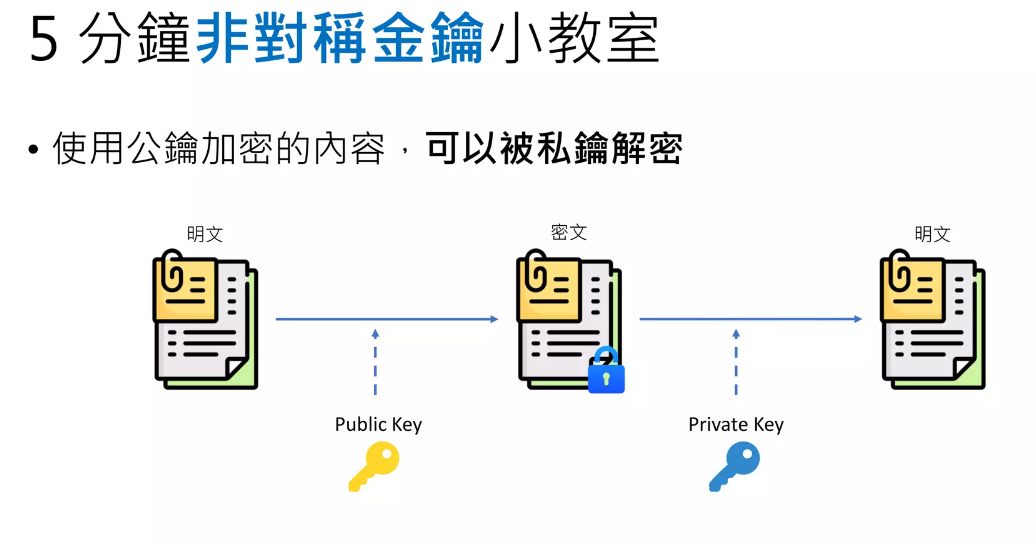 5 分鐘非對稱金鑰小教室
• 使用公鑰加密的內容，可以被私鑰解密
明文
密文
明文
Public Key
Private Key